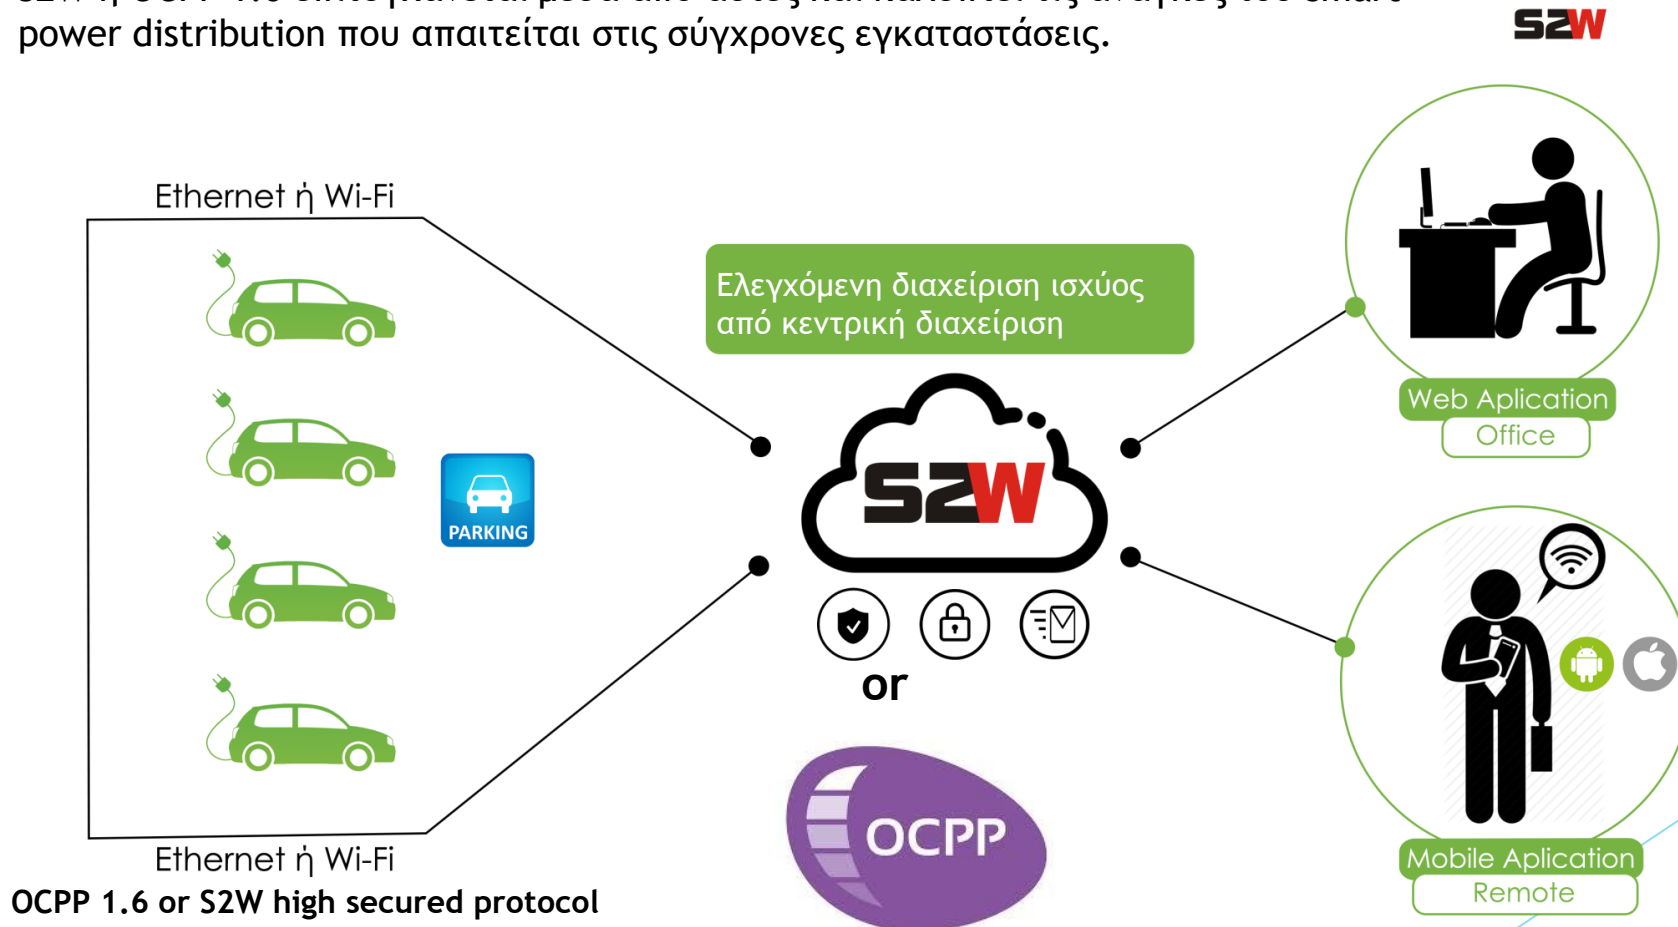 power distribution που απαιτείται στις σύγχρονες εγκαταστάσεις.
S2W
Ethernet ή Wi-Fi
Ελεγχόμενη διαχείριση ισχύος
από κεντρική διαχείριση
Web Aplication
Office
S2W
PARKING
or
OCPP
Ethernet ή Wi-Fi
OCPP 1.6 or S2W high secured protocol
Mobile Aplication
Remote